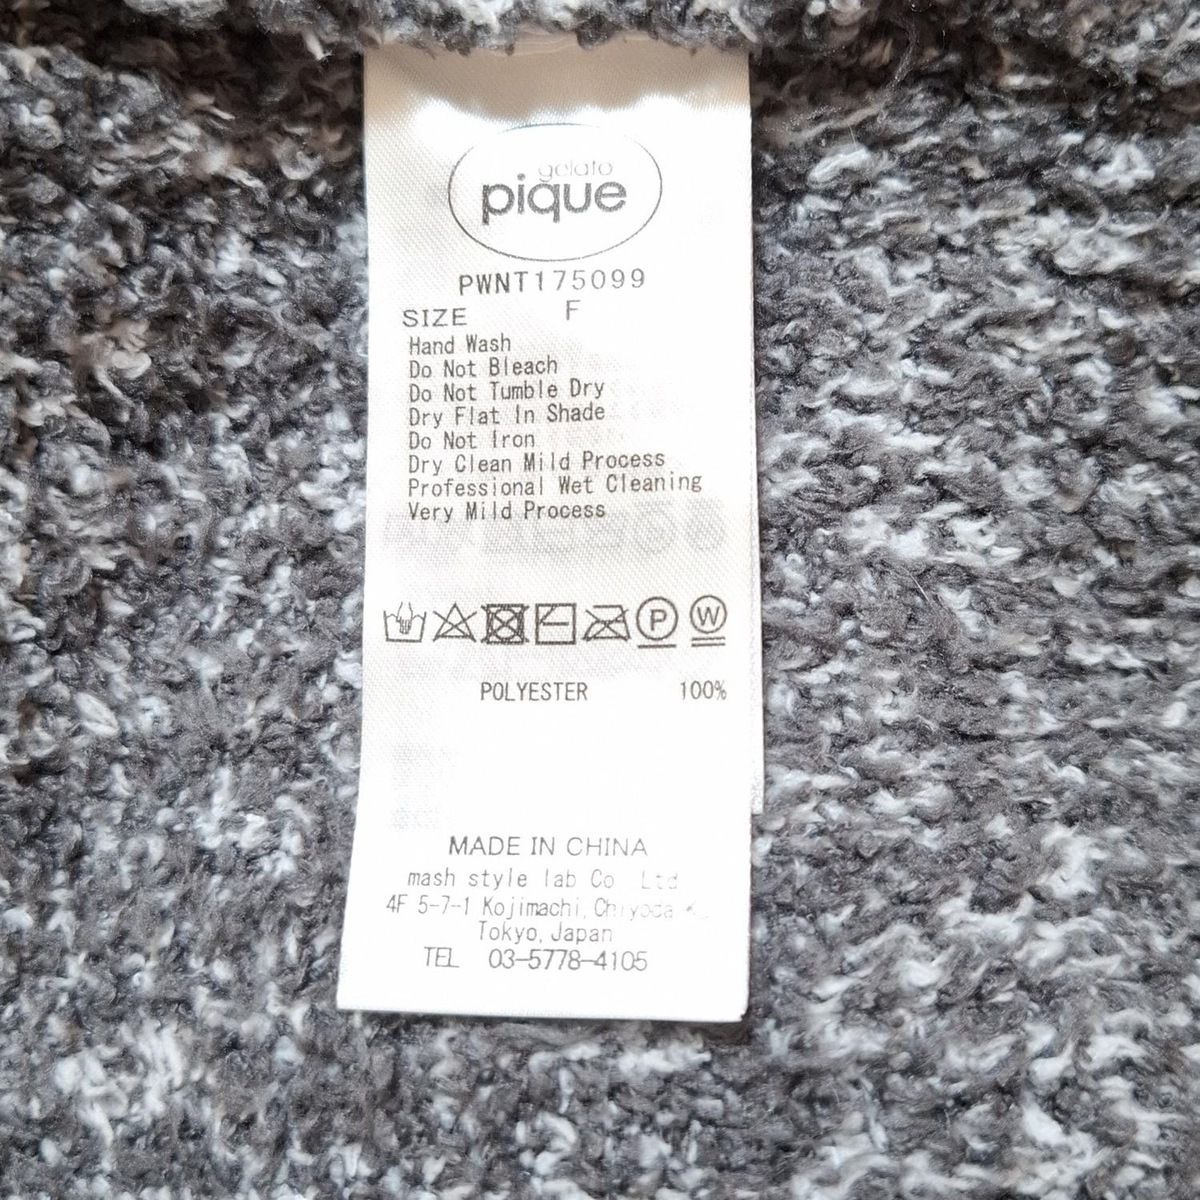 gelato
pique
PWNT175099
SIZE F
Hand Wash
Do Not Bleach
Do Not Tumble Dry
Dry Flat In Shade
Do Not Iron
Dry Clean Mild Process
Professional Wet Cleaning
Very Mild Process
P W
POLYESTER 100%
MADE IN CHINA
mash style lab Co Ltd
4F 5-7-1 Kojimachi, Chiyoda
Tokyo, Japan
TEL 03-5778-4105